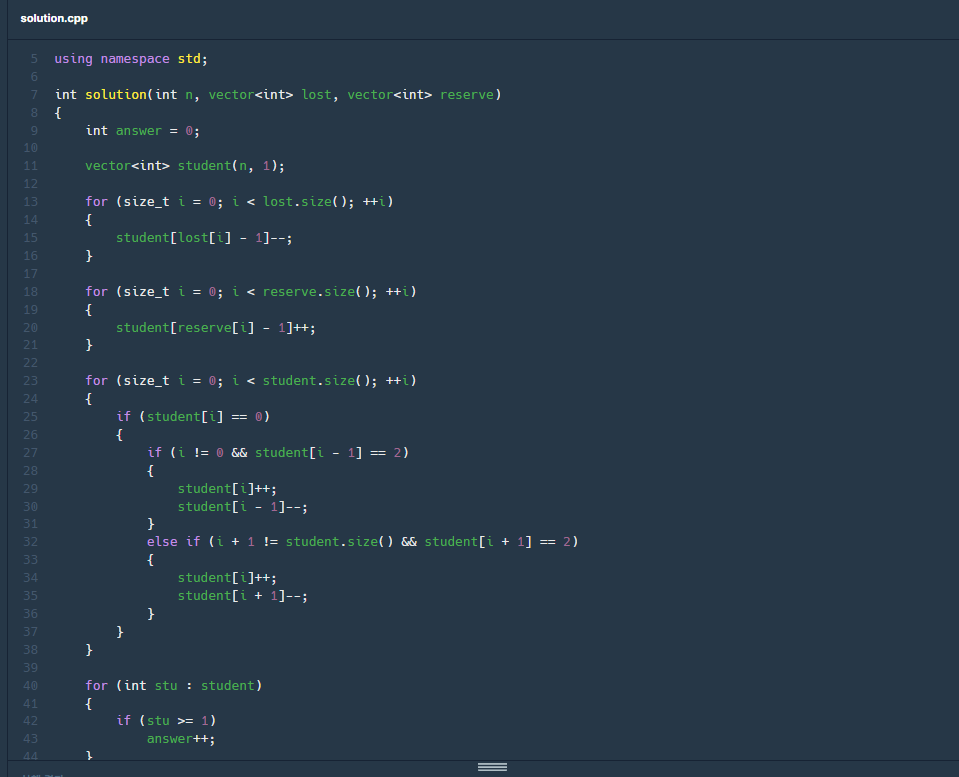 solution.cpp
5 using namespace std;
6
7 int solution(int n, vector<int> lost, vector<int> reserve)
8 {
9     int answer = 0;
10
11     vector<int> student(n, 1);
12
13     for (size_t i = 0; i < lost.size(); ++i)
14     {
15         student[lost[i] - 1]--;
16     }
17
18     for (size_t i = 0; i < reserve.size(); ++i)
19     {
20         student[reserve[i] - 1]++;
21     }
22
23     for (size_t i = 0; i < student.size(); ++i)
24     {
25         if (student[i] == 0)
26         {
27             if (i != 0 && student[i - 1] == 2)
28             {
29                 student[i]++;
30                 student[i - 1]--;
31             }
32             else if (i + 1 != student.size() && student[i + 1] == 2)
33             {
34                 student[i]++;
35                 student[i + 1]--;
36             }
37         }
38     }
39
40     for (int stu : student)
41     {
42         if (stu >= 1)
43             answer++;
44     }